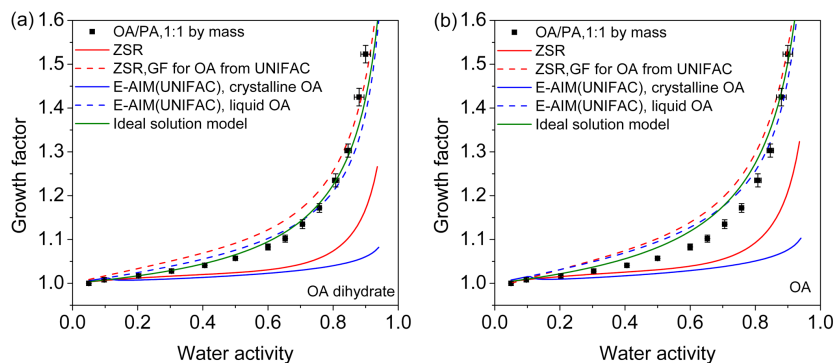 (a)
1.6
1.5
1.4
1.3
1.2
1.1
1.0
Growth factor
OA/PA,1:1 by mass
ZSR
ZSR,GF for OA from UNIFAC
E-AIM(UNIFAC), crystalline OA
E-AIM(UNIFAC), liquid OA
Ideal solution model
OA dihydrate
0.0 0.2 0.4 0.6 0.8 1.0
Water activity
(b)
1.6
1.5
1.4
1.3
1.2
1.1
1.0
Growth factor
OA/PA,1:1 by mass
ZSR
ZSR,GF for OA from UNIFAC
E-AIM(UNIFAC), crystalline OA
E-AIM(UNIFAC), liquid OA
Ideal solution model
OA
0.0 0.2 0.4 0.6 0.8 1.0
Water activity